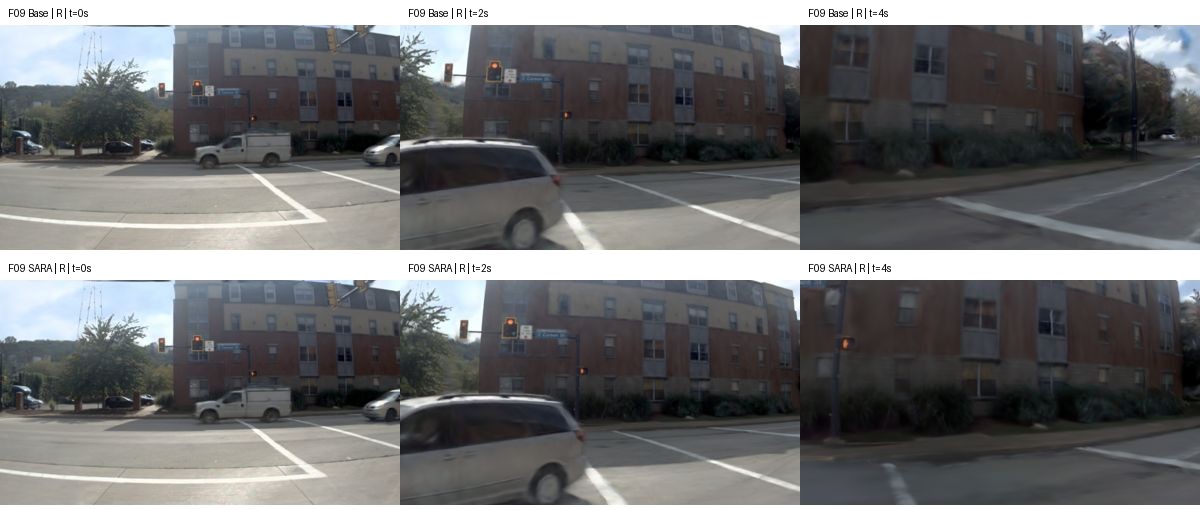 F09 Base | R | t=0s
F09 Base | R | t=2s
F09 Base | R | t=4s
F09 SARA | R | t=0s
F09 SARA | R | t=2s
F09 SARA | R | t=4s